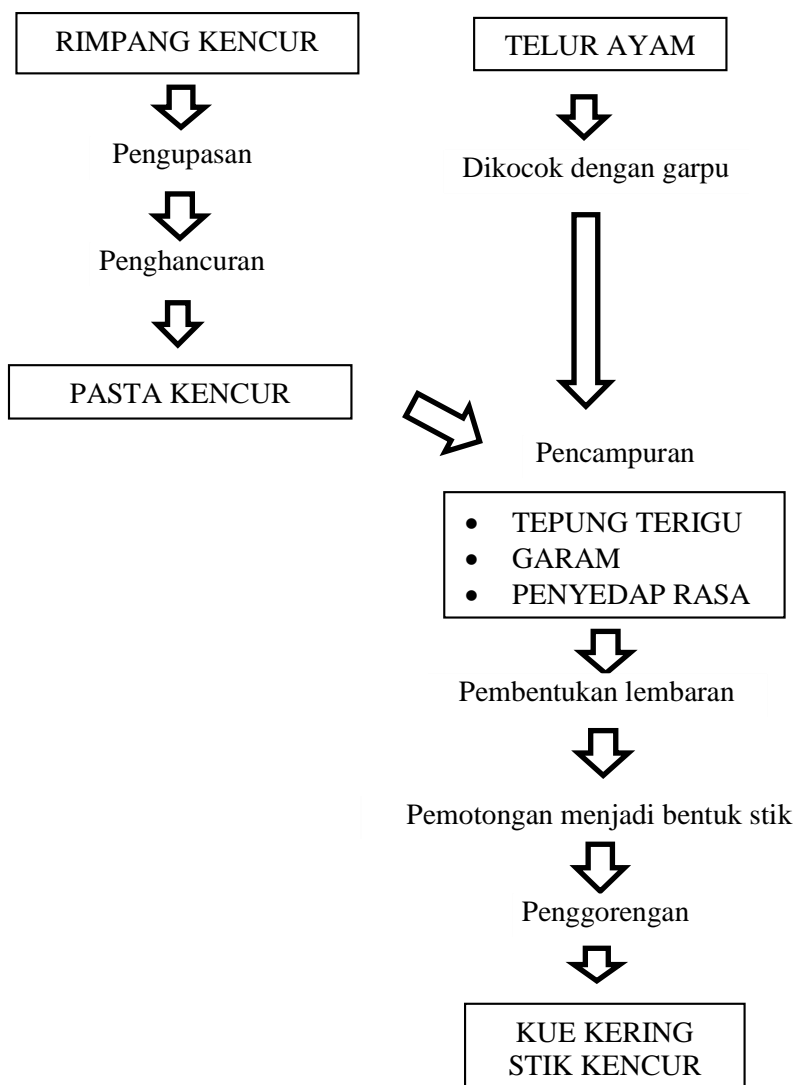 RIMPANG KENCUR
Pengupasan
Penghancuran
PASTA KENCUR
TELUR AYAM
Dikocok dengan garpu
Pencampuran
• TEPUNG TERIGU
• GARAM
• PENYEDAP RASA
Pembentukan lembaran
Pemotongan menjadi bentuk stik
Penggorengan
KUE KERING
STIK KENCUR